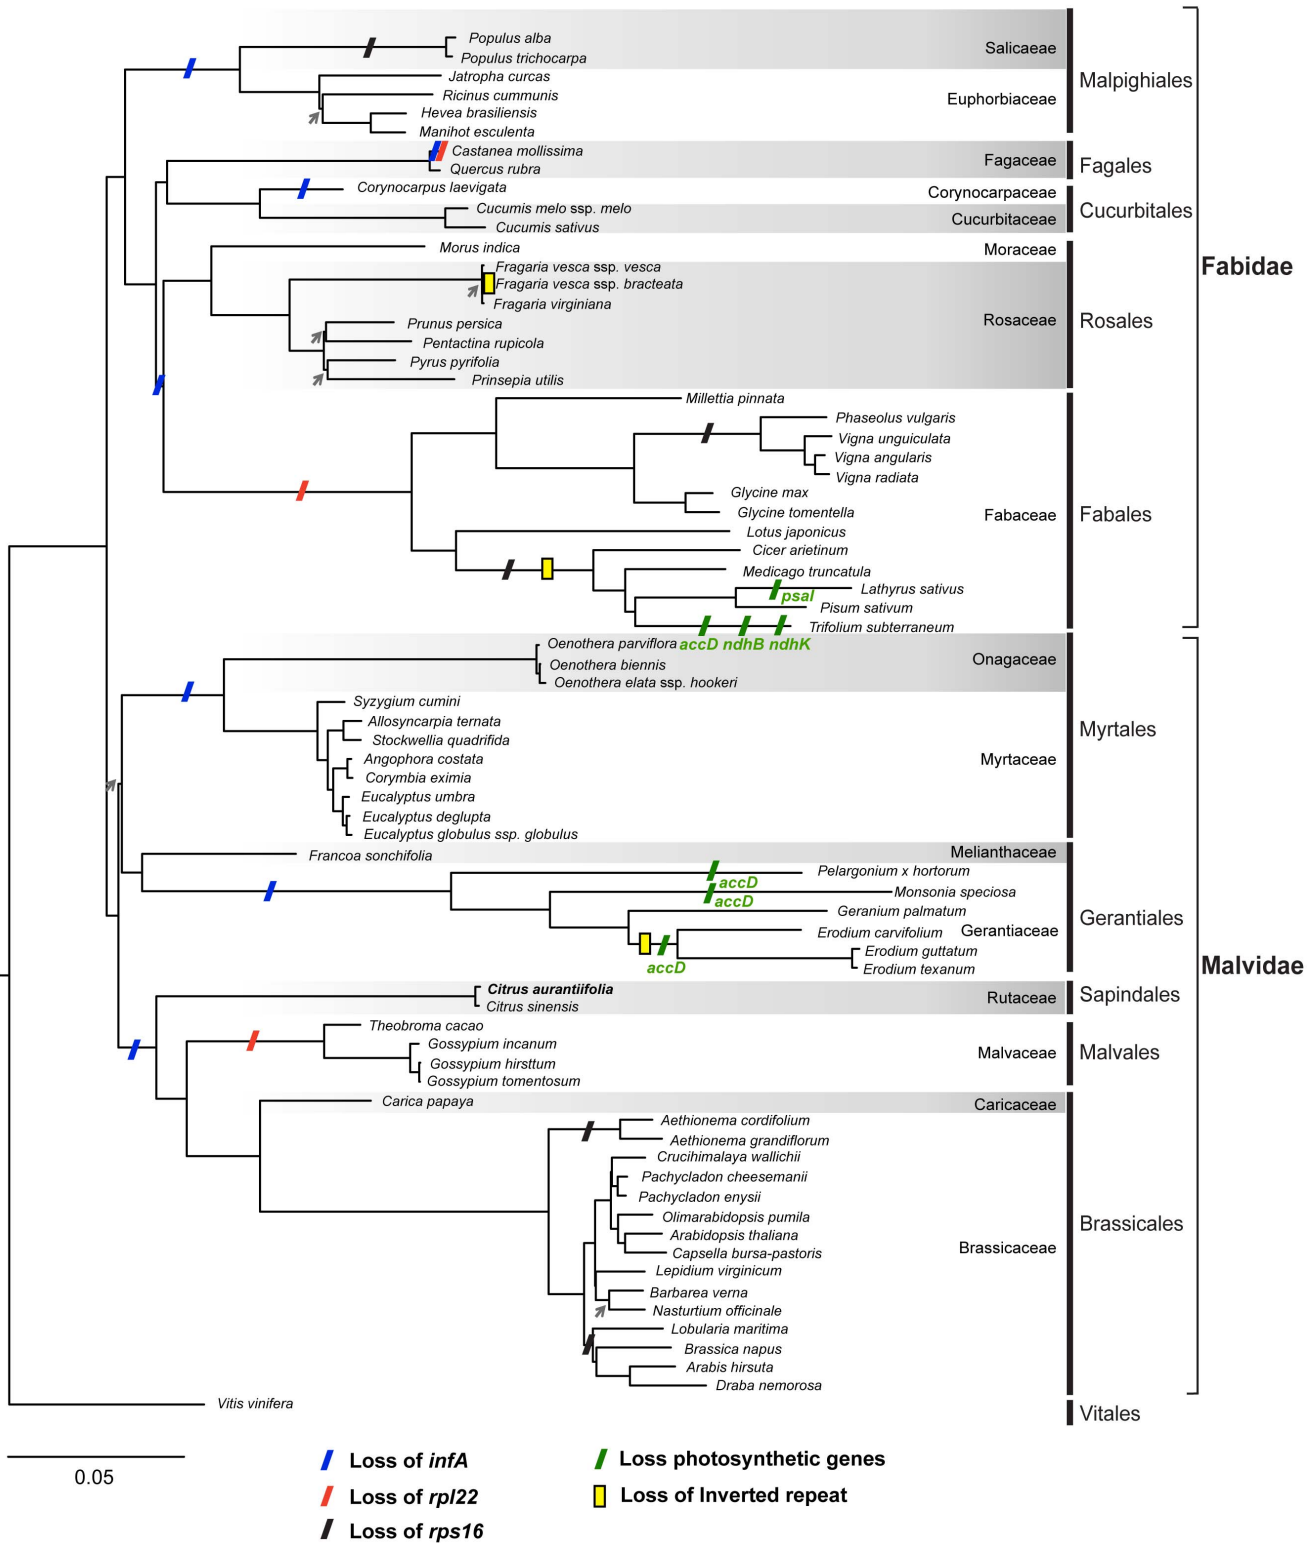 Populus alba
Populus trichocarpa
Salicaeae
Jatropha curcas
Malpighiales
Ricinus cummunis
Euphorbiaceae
Hevea brasiliensis
Manihot esculenta
Castanea mollissima
Fagaceae
Fagales
Quercus rubra
Corynocarpus laevigata
Corynocarpaceae
Cucumis melo ssp. melo
Cucurbitales
Cucurbitaceae
Cucumis sativus
Morus indica
Moraceae
Fragaria vesca ssp. vesca
Fabidae
Fragaria vesca ssp. bracteata
Fragaria virginiana
Prunus persica
Rosaceae
Rosales
Pentactina rupicola
Pyrus pyrifolia
Prinsepia utilis
Millettia pinnata
Phaseolus vulgaris
Vigna unguiculata
Vigna angularis
Vigna radiata
Glycine max
Glycine tomentella
Fabaceae
Fabales
Lotus japonicus
Cicer arietinum
Medicago truncatula
Lathyrus sativus
psaI
Pisum sativum
Trifolium subterraneum
Oenothera parviflora
accD ndhB ndhK
Oenothera biennis
Onagaceae
Oenothera elata ssp. hookeri
Syzygium cumini
Allosyncarpia ternata
Myrtales
Stockwellia quadrifida
Angophora costata
Myrtaceae
Corymbia eximia
Eucalyptus umbra
Eucalyptus deglupta
Eucalyptus globulus ssp. globulus
Francoa sonchifolia
Melianthaceae
Pelargonium x hortorum
accD
Monsonia speciosa
accD
Geranium palmatum
Gerantiales
Erodium carvifolium
Gerantiaceae
Erodium guttatum
accD
Erodium texanum
Malvidae
Citrus aurantiifolia
Rutaceae
Sapindales
Citrus sinensis
Theobroma cacao
Gossypium incanum
Malvaceae
Malvales
Gossypium hirsttum
Gossypium tomentosum
Carica papaya
Caricaceae
Aethionema cordifolium
Aethionema grandiflorum
Crucihimalaya wallichii
Pachycladon cheesemanii
Pachycladon enysii
Olimarabidopsis pumila
Brassicales
Arabidopsis thaliana
Brassicaceae
Capsella bursa-pastoris
Lepidium virginicum
Barbarea verna
Nasturtium officinale
Lobularia maritima
Brassica napus
Arabis hirsuta
Draba nemorosa
Vitis vinifera
Vitales
0.05
Loss of infA
Loss photosynthetic genes
Loss of rpl22
Loss of Inverted repeat
Loss of rps16